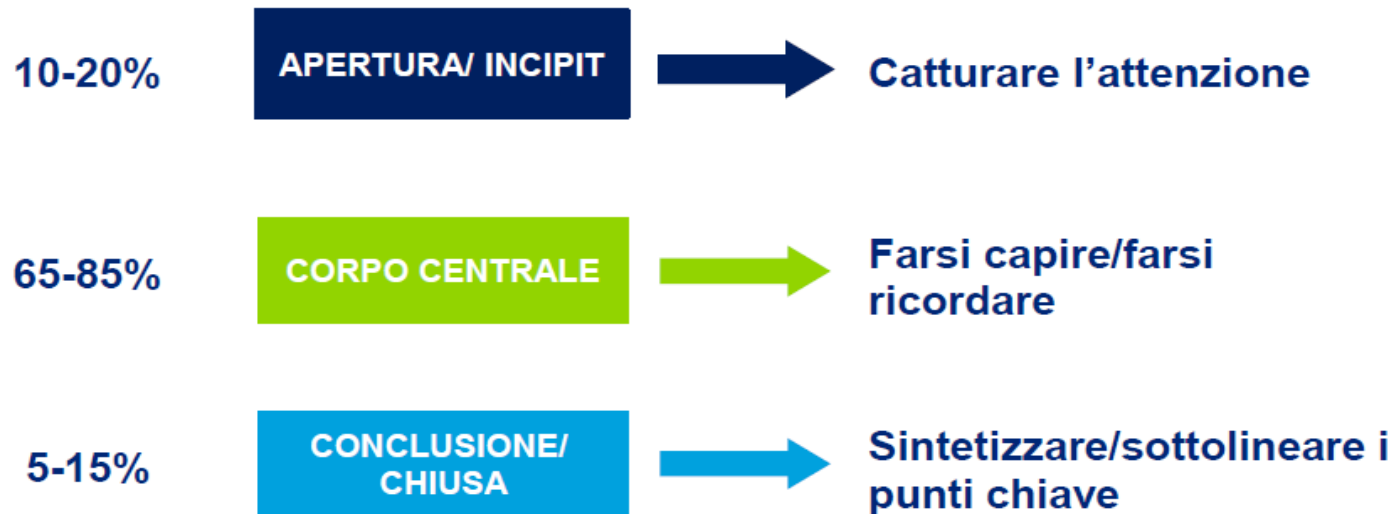 10-20%
APERTURA/ INCIPIT
Catturare l’attenzione
65-85%
CORPO CENTRALE
Farsi capire/farsi
ricordare
5-15%
CONCLUSIONE/
CHIUSA
Sintetizzare/sottolineare i
punti chiave